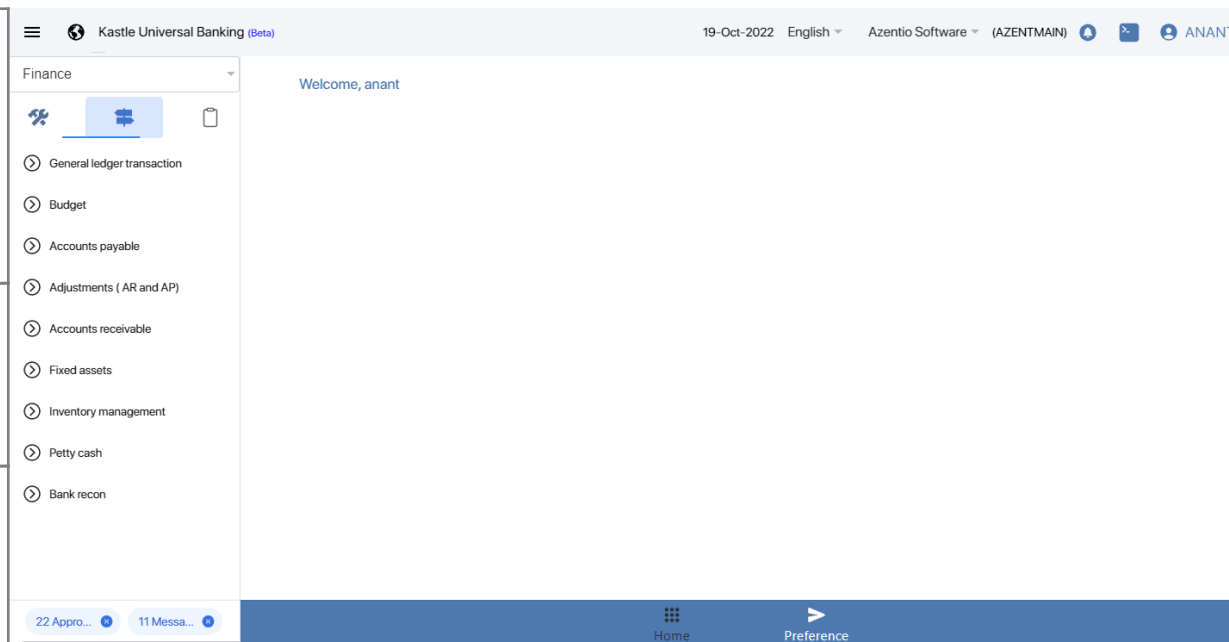 Kastle Universal Banking (Beta)
19-Oct-2022 English Azentio Software (AZENTMAIN) ANANT
Finance
Welcome, anant
General ledger transaction
Budget
Accounts payable
Adjustments ( AR and AP)
Accounts receivable
Fixed assets
Inventory management
Petty cash
Bank recon
22 Appro...
11 Messa...
Home
Preference